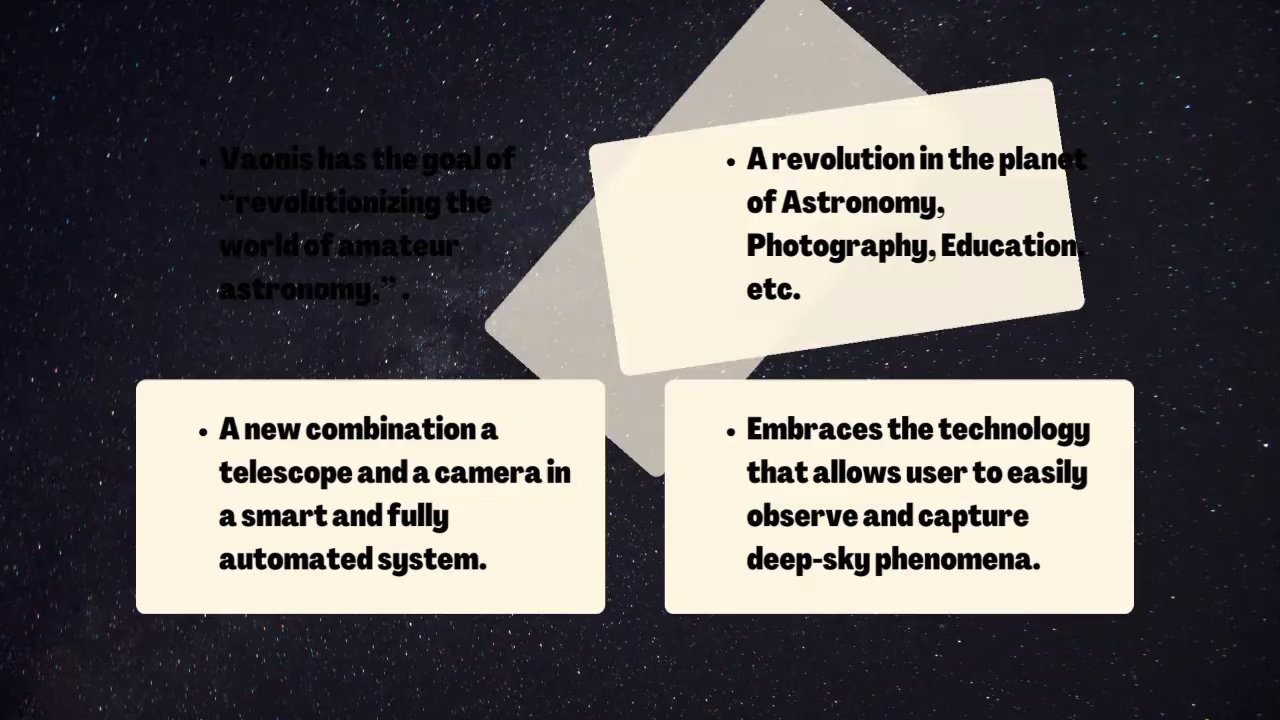 • Vaonis has the goal of
“revolutionizing the
world of amateur
astronomy,” .
• A revolution in the planet
of Astronomy,
Photography, Education.
etc.
• A new combination a
telescope and a camera in
a smart and fully
automated system.
• Embraces the technology
that allows user to easily
observe and capture
deep-sky phenomena.